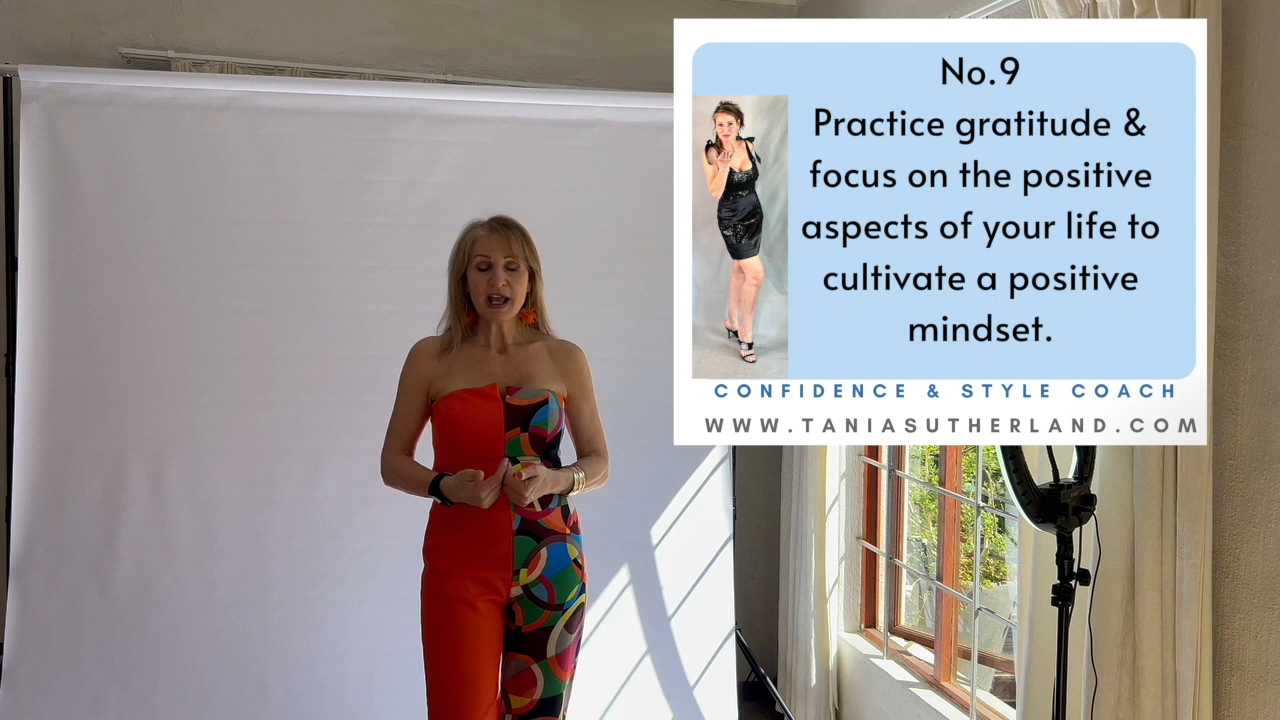 No.9
Practice gratitude &
focus on the positive
aspects of your life to
cultivate a positive
mindset.
CONFIDENCE & STYLE COACH
WWW.TANIASUTHERLAND.COM